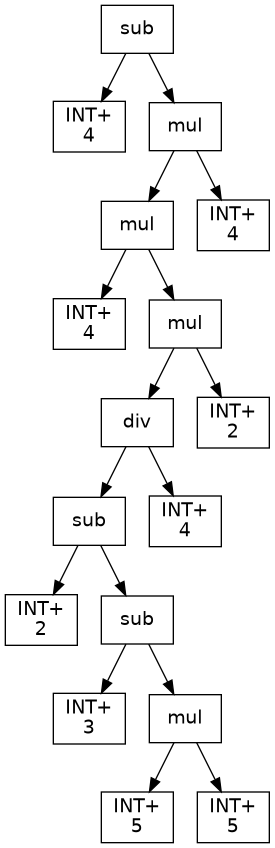 sub
INT+
4
mul
mul
INT+
4
INT+
4
mul
div
INT+
2
sub
INT+
4
INT+
2
sub
INT+
3
mul
INT+
5
INT+
5